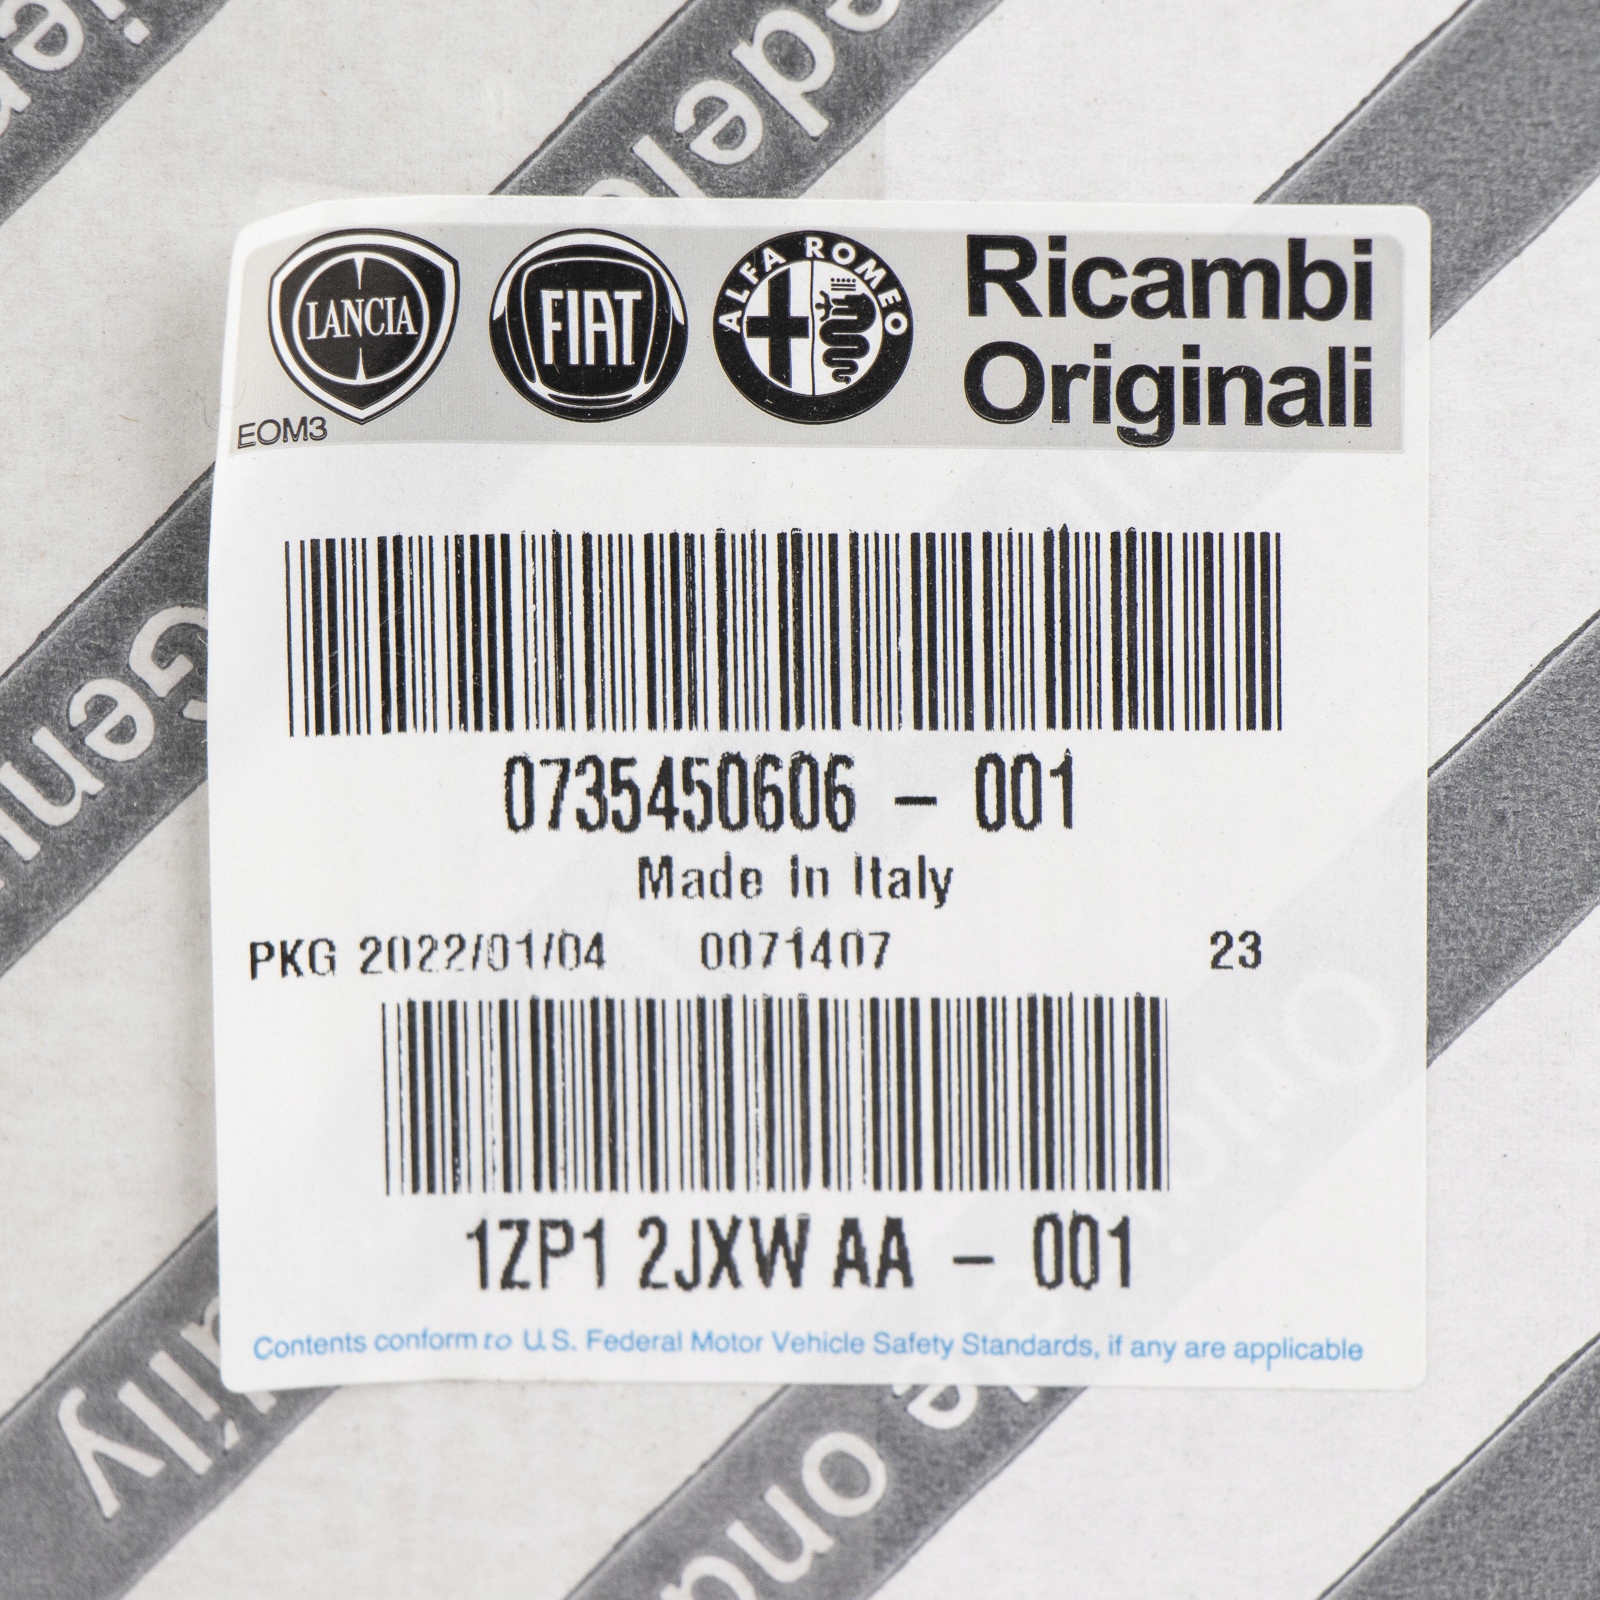 LANCIA
FIAT
ALFA ROMEO
Ricambi
Originali
EOM3
0735450606 – 001
Made in Italy
PKG 2022/01/04 0071407 23
1ZP1 2JXW AA – 001
Contents conform to U.S. Federal Motor Vehicle Safety Standards, if any are applicable